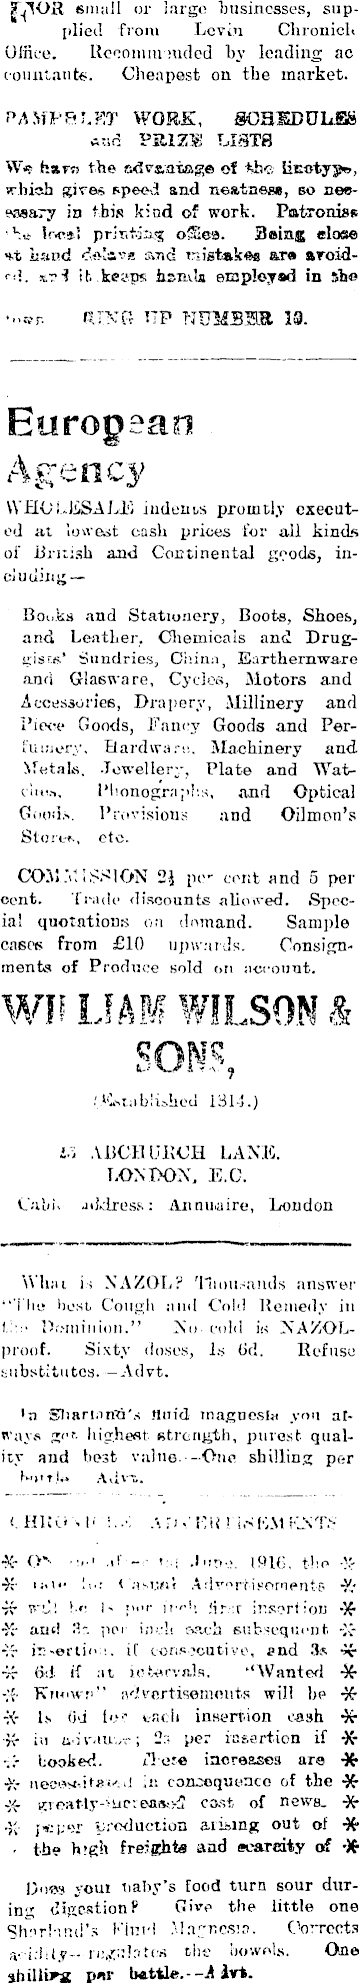 FOR small or large businesses, sup-
plied from Levin Chronicle
Office. Recommended by leading ac
countants. Cheapest on the market.
PAMPHLET WORK, SCHEDULES
and PRIZE LISTS
We have the advantage of the linotype,
which gives speed and neatness, so nec-
essary in this kind of work. Patronise
the local printing office. Being close
at hand delays and mistakes are avoid-
ed, and it keeps hands employed in the
town. RING UP NUMBER 19.
European
Agency
WHOLESALE indents promtly execut-
ed at lowest cash prices for all kinds
of British and Continental goods, in-
cluding—
Books and Stationery, Boots, Shoes,
and Leather, Chemicals and Drug-
gists' Sundries, China, Earthernware
and Glasware, Cycles, Motors and
Accessories, Drapery, Millinery and
Piece Goods, Fancy Goods and Per-
fumery, Hardware, Machinery and
Metals, Jewellery, Plate and Wat-
ches, Phonographs, and Optical
Goods, Provisions and Oilmon's
Stores, etc.
COMMISSION 2½ per cent and 5 per
cent. Trade discounts allowed. Spec-
ial quotations on demand. Sample
cases from £10 upwards. Consign-
ments of Produce sold on account.
WILLIAM WILSON &
SONS,
(Established 1814.)
25 ABCHURCH LANE,
LONDON, E.C.
Cable address: Annuaire, London
What is NAZOL? Thousands answer
"The best Cough and Cold Remedy in
the Dominion." No cold is NAZOL-
proof. Sixty doses, 1s 6d. Refuse
substitutes.—Advt.
In Sharland's fluid magnesia you al-
ways get highest strength, purest qual-
ity and best value.—One shilling per
bottle Advt.
CHRONICLE ADVERTISEMENTS
* ON and after 1st June, 1916, the *
* rate for Casual Advertisements *
* will be 4s per inch first insertion *
* and 3s per inch each subsequent *
* insertion, if consecutive, and 3s *
* 6d if at intervals. "Wanted *
* Known" advertisements will be *
* 1s 6d for each insertion cash *
* in advance; 2s per insertion if *
* booked. These increases are *
* necessitated in consequence of the *
* greatly-increased cost of news- *
* paper production arising out of *
the high freights and scarcity of *
Does your baby's food turn sour dur-
ing digestion? Give the little one
Sharland's Fluid Magnesia. Corrects
acidity—regulates the bowels. One
shilling per battle.--Advt.